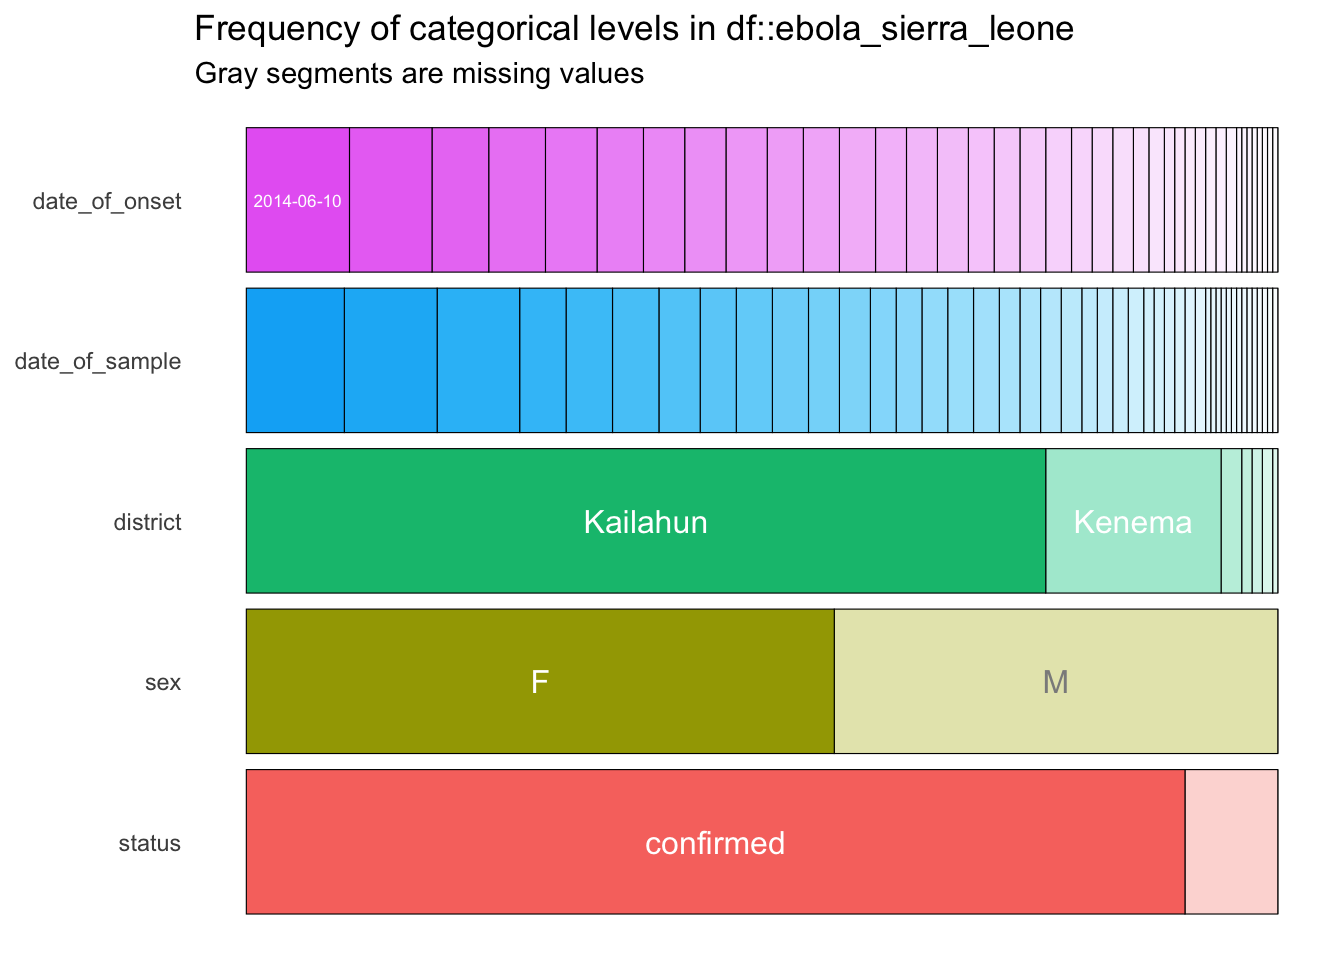 Frequency of categorical levels in df::ebola_sierra_leone
Gray segments are missing values
date_of_onset
2014-06-10
date_of_sample
district
Kailahun
Kenema
sex
F
M
status
confirmed